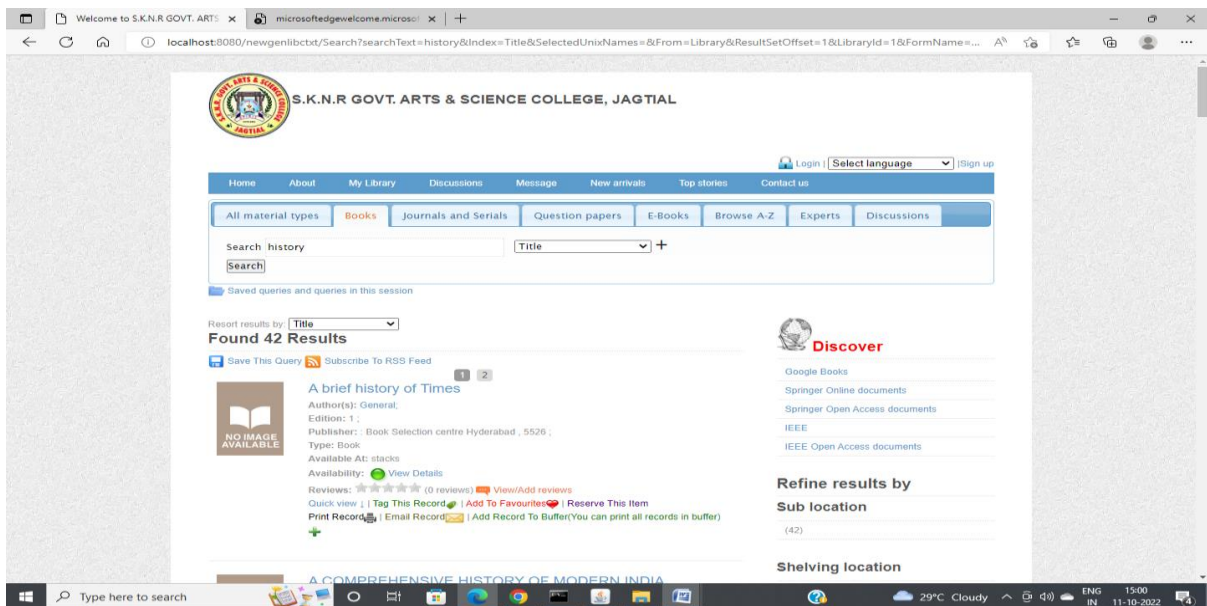 Welcome to S.K.N.R GOVT. ARTS
microsoftedgewelcome.microsof
localhost:8080/newgenlibctxt/Search?searchText=history&Index=Title&SelectedUnixNames=&From=Library&ResultSetOffset=1&LibraryId=1&FormName=...
S.K.N.R GOVT. ARTS & SCIENCE COLLEGE, JAGTIAL
JAGTIAL
Login | Select language |Sign up
Home About My Library Discussions Message New arrivals Top stories Contact us
All material types Books Journals and Serials Question papers E-Books Browse A-Z Experts Discussions
Search history Title +
Search
Saved queries and queries in this session
Resort results by: Title
Found 42 Results
Save This Query Subscribe To RSS Feed
1 2
A brief history of Times
Author(s): General;
Edition: 1 ;
Publisher: : Book Selection centre Hyderabad , 5526 ;
Type: Book
Available At: stacks
Availability: View Details
Reviews: (0 reviews) View/Add reviews
Quick view ↓ | Tag This Record | Add To Favourites | Reserve This Item
Print Record | Email Record | Add Record To Buffer(You can print all records in buffer)
NO IMAGE
AVAILABLE
A COMPREHENSIVE HISTORY OF MODERN INDIA
Discover
Google Books
Springer Online documents
Springer Open Access documents
IEEE
IEEE Open Access documents
Refine results by
Sub location
(42)
Shelving location
Type here to search
29°C Cloudy
ENG
IN
15:00
11-10-2022